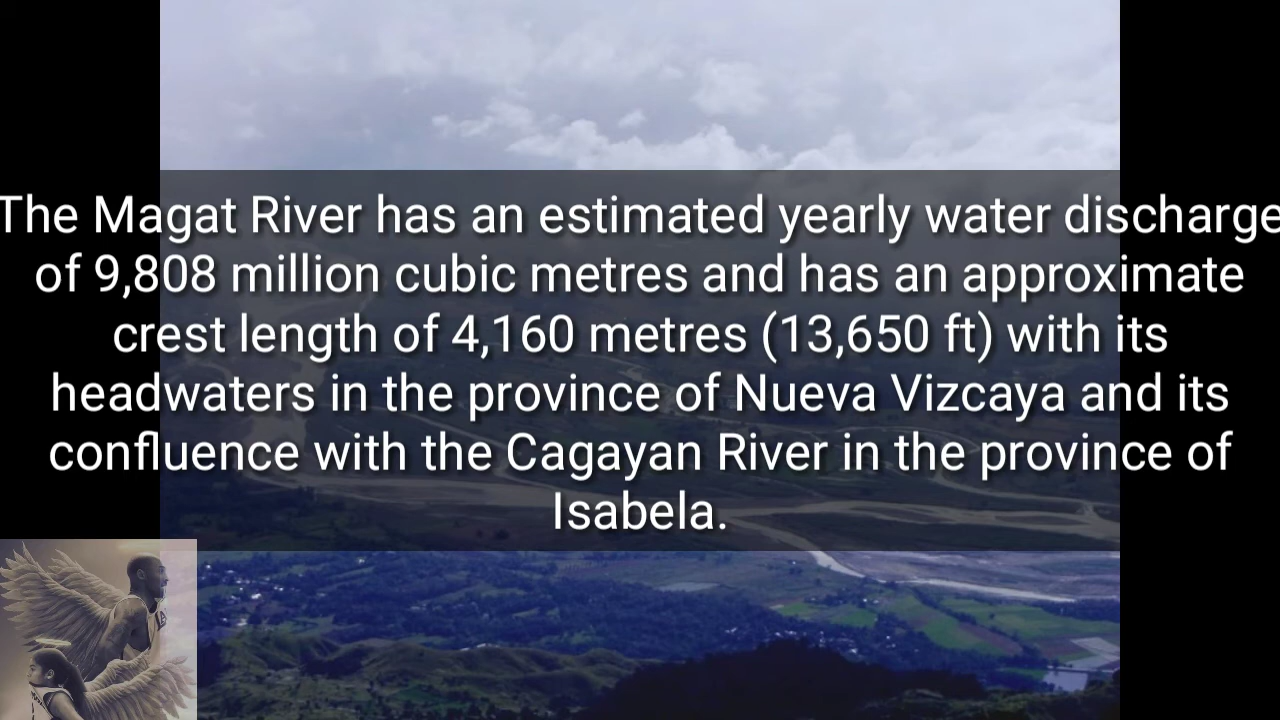 The Magat River has an estimated yearly water discharge
of 9,808 million cubic metres and has an approximate
crest length of 4,160 metres (13,650 ft) with its
headwaters in the province of Nueva Vizcaya and its
confluence with the Cagayan River in the province of
Isabela.